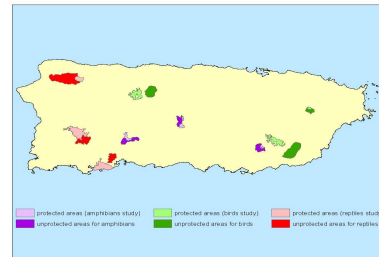 protected areas (amphibians study) protected areas (birds study) protected areas (reptiles study
unprotected areas for amphibians unprotected areas for birds unprotected areas for reptiles